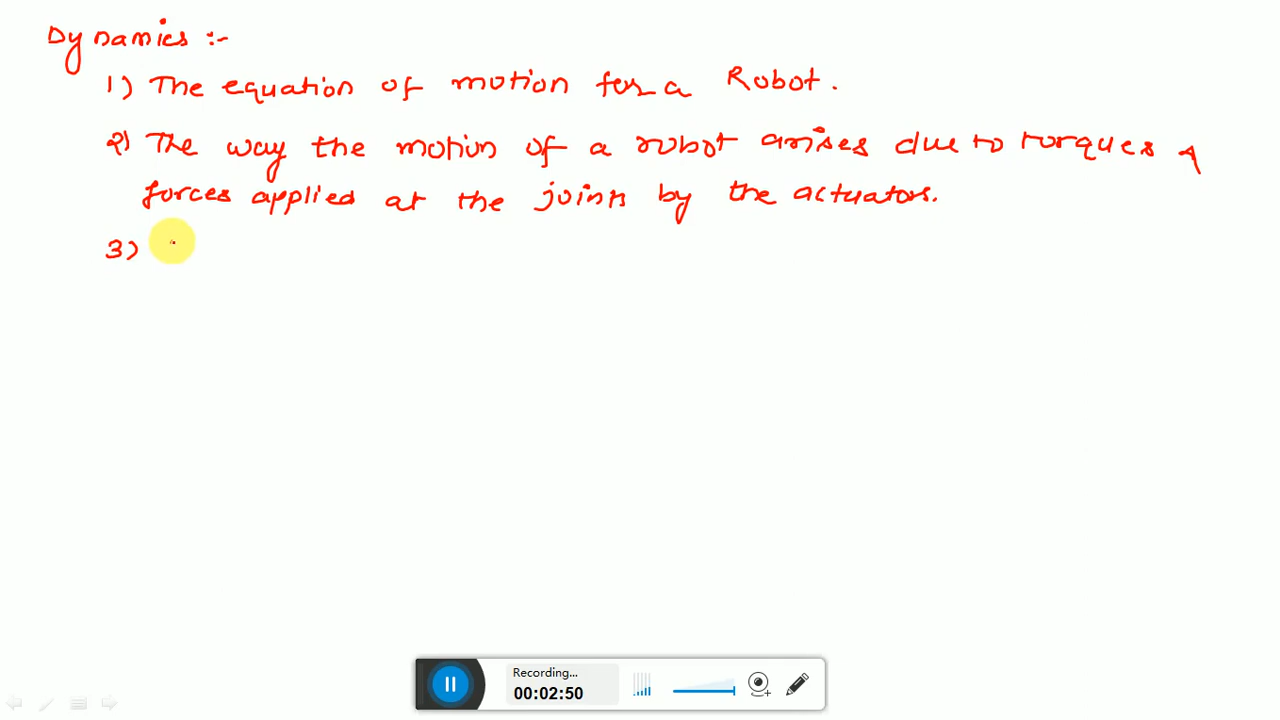 Dynamics :-
1) The equation of motion for a Robot.
2) The way the motion of a robot arises due to torques &
forces applied at the joints by the actuators.
3)
Recording...
00:02:50